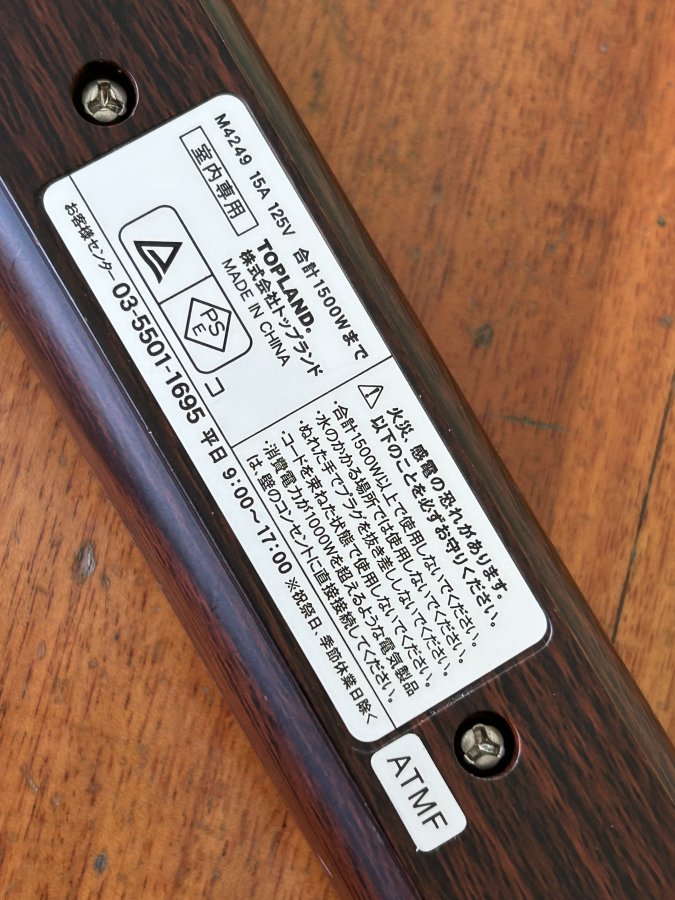 M4249 15A 125V 合計1500Wまで
室内専用
TOPLAND®
株式会社トップランド
MADE IN CHINA
PS
E
コ
お客様センター 03-5501-1695 平日 9:00〜17:00 ※祝祭日、季節休業日除く
火災、感電の恐れがあります。
以下のことを必ずお守りください。
・合計1500W以上で使用しないでください。
・水のかかる場所では使用しないでください。
・ぬれた手でプラグを抜き差ししないでください。
・コードを束ねた状態で使用しないでください。
・消費電力が1000Wを超えるような電気製品
は、壁のコンセントに直接接続してください。
ATMF